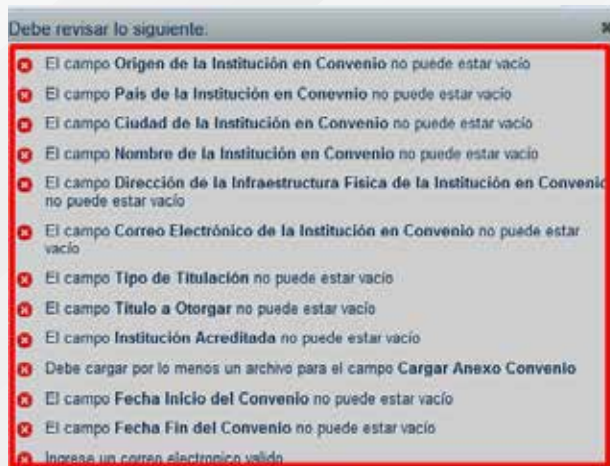 Debe revisar lo siguiente:
El campo Origen de la Institución en Convenio no puede estar vacío
El campo País de la Institución en Conevnio no puede estar vacío
El campo Ciudad de la Institución en Convenio no puede estar vacío
El campo Nombre de la Institución en Convenio no puede estar vacío
El campo Dirección de la Infraestructura Física de la Institución en Convenio
no puede estar vacío
El campo Correo Electrónico de la Institución en Convenio no puede estar
vacío
El campo Tipo de Titulación no puede estar vacío
El campo Título a Otorgar no puede estar vacío
El campo Institución Acreditada no puede estar vacío
Debe cargar por lo menos un archivo para el campo Cargar Anexo Convenio
El campo Fecha Inicio del Convenio no puede estar vacío
El campo Fecha Fin del Convenio no puede estar vacío
Ingrese un correo electronico valido